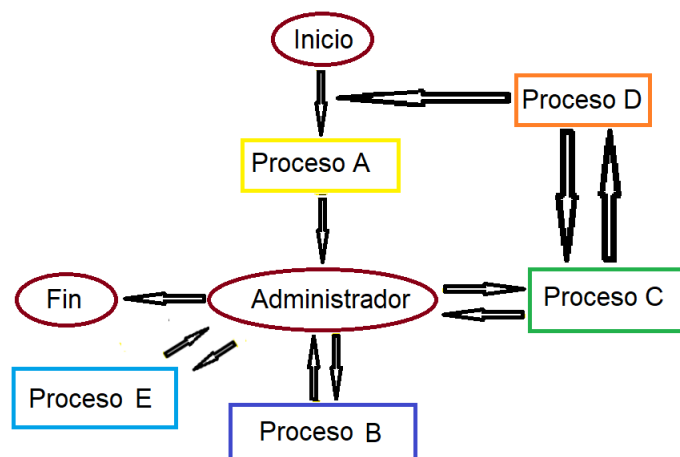 Inicio
Proceso D
Proceso A
Fin
Administrador
Proceso C
Proceso E
Proceso B